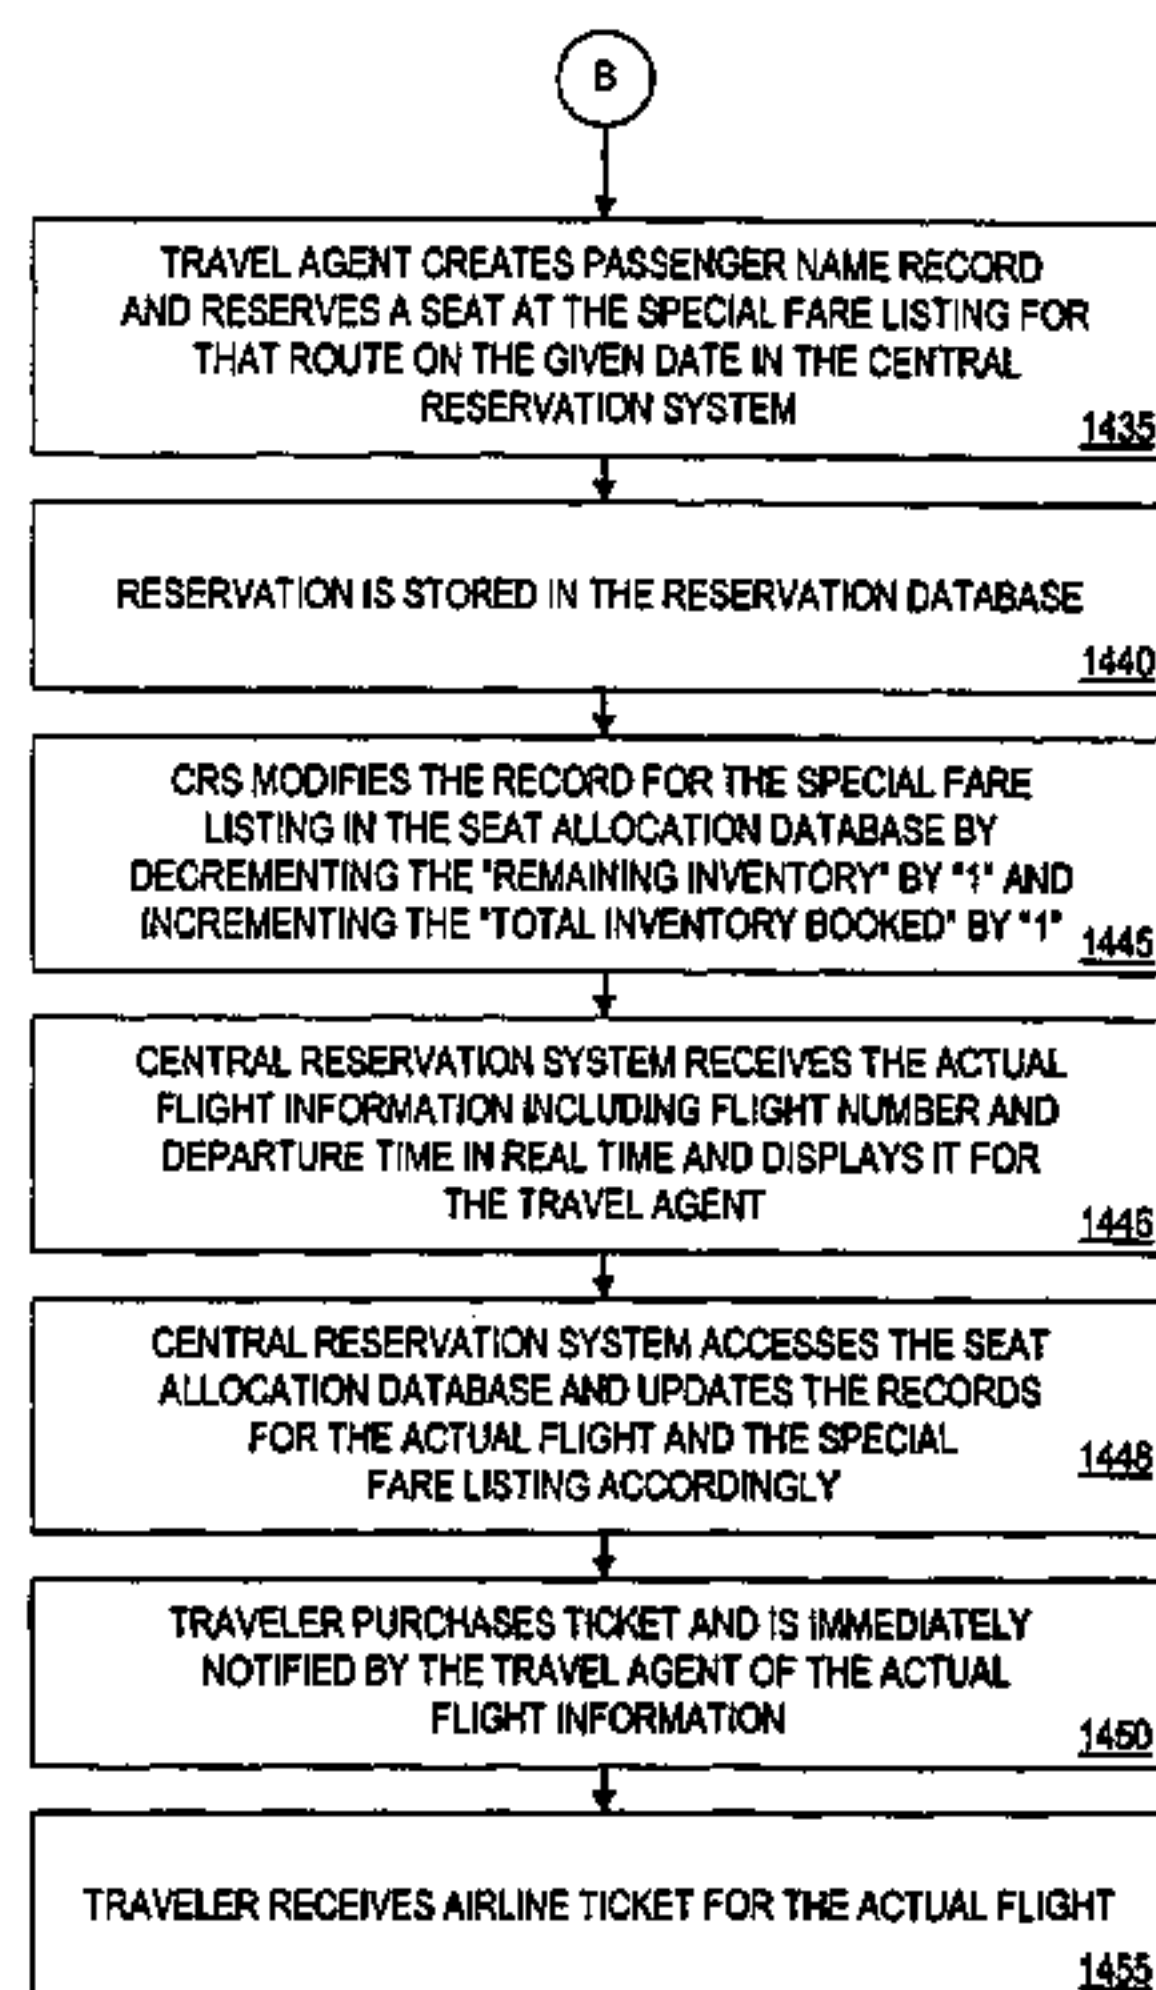 B
TRAVEL AGENT CREATES PASSENGER NAME RECORD
AND RESERVES A SEAT AT THE SPECIAL FARE LISTING FOR
THAT ROUTE ON THE GIVEN DATE IN THE CENTRAL
RESERVATION SYSTEM
1435
RESERVATION IS STORED IN THE RESERVATION DATABASE
1440
CRS MODIFIES THE RECORD FOR THE SPECIAL FARE
LISTING IN THE SEAT ALLOCATION DATABASE BY
DECREMENTING THE "REMAINING INVENTORY" BY "1" AND
INCREMENTING THE "TOTAL INVENTORY BOOKED" BY "1"
1445
CENTRAL RESERVATION SYSTEM RECEIVES THE ACTUAL
FLIGHT INFORMATION INCLUDING FLIGHT NUMBER AND
DEPARTURE TIME IN REAL TIME AND DISPLAYS IT FOR
THE TRAVEL AGENT
1446
CENTRAL RESERVATION SYSTEM ACCESSES THE SEAT
ALLOCATION DATABASE AND UPDATES THE RECORDS
FOR THE ACTUAL FLIGHT AND THE SPECIAL
FARE LISTING ACCORDINGLY
1448
TRAVELER PURCHASES TICKET AND IS IMMEDIATELY
NOTIFIED BY THE TRAVEL AGENT OF THE ACTUAL
FLIGHT INFORMATION
1450
TRAVELER RECEIVES AIRLINE TICKET FOR THE ACTUAL FLIGHT
1455